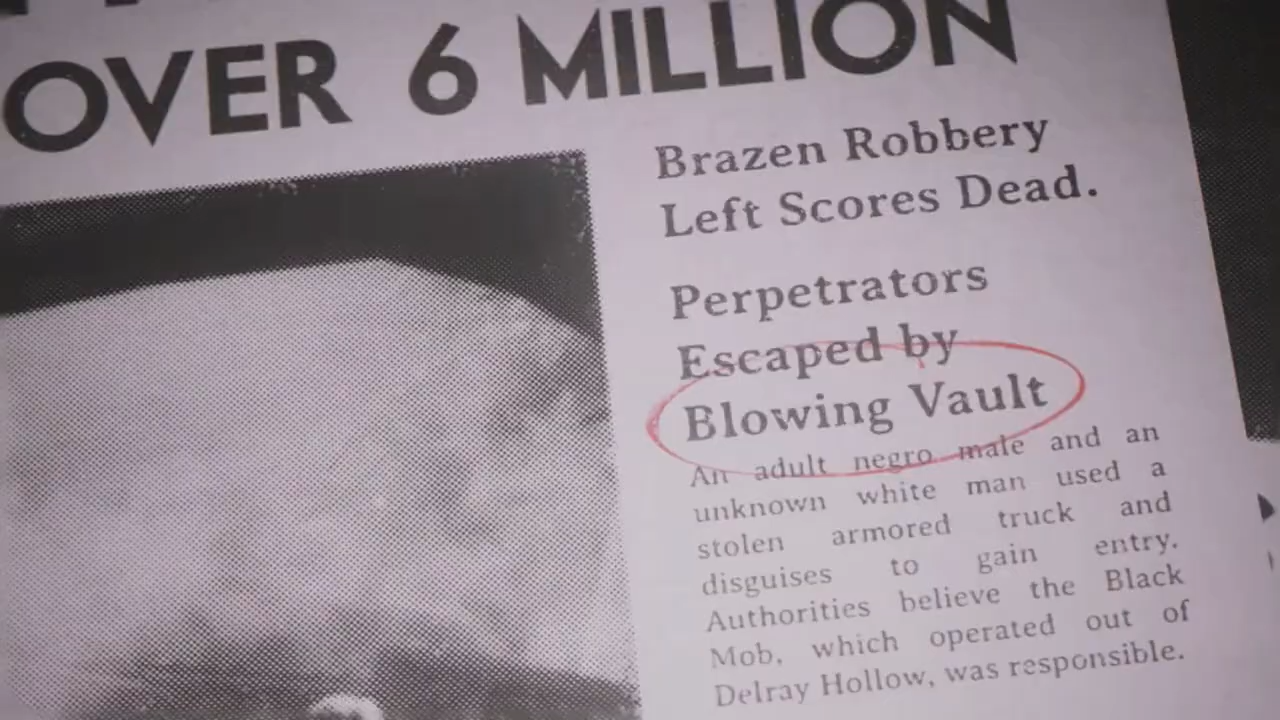 OVER 6 MILLION
Brazen Robbery
Left Scores Dead.
Perpetrators
Escaped by
Blowing Vault
An adult negro male and an
unknown white man used a
stolen armored truck and
disguises to gain entry.
Authorities believe the Black
Mob, which operated out of
Delray Hollow, was responsible.